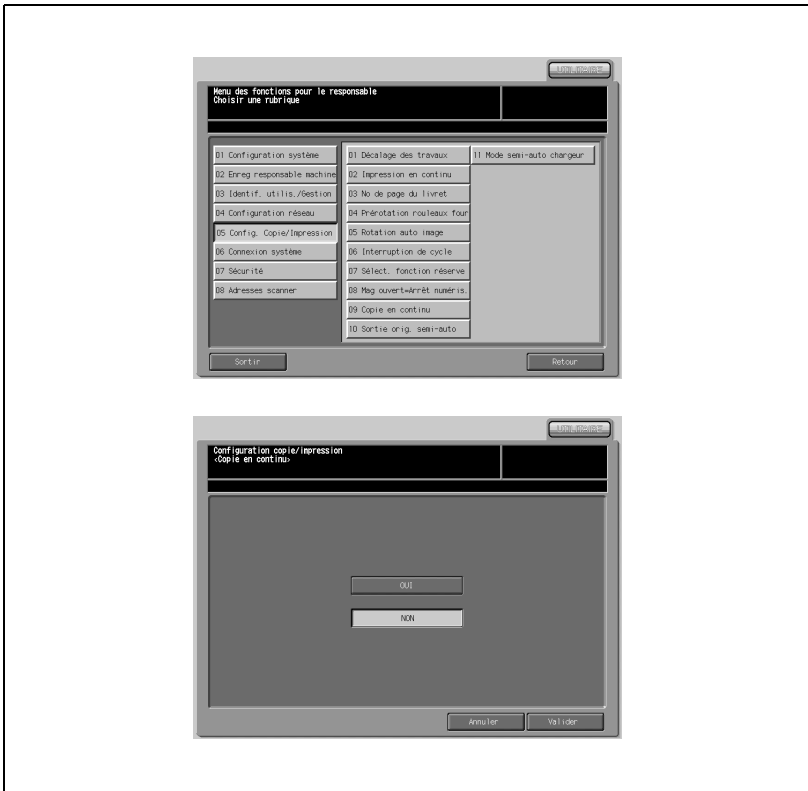 UTILITAIRE
Menu des fonctions pour le responsable
Choisir une rubrique
01 Configuration système
02 Enreg responsable machine
03 Identif. utilis./Gestion
04 Configuration réseau
05 Config. Copie/Impression
06 Connexion système
07 Sécurité
08 Adresses scanner
01 Décalage des travaux
02 Impression en continu
03 No de page du livret
04 Prérotation rouleaux four
05 Rotation auto image
06 Interruption de cycle
07 Sélect. fonction réserve
08 Mag ouvert=Arrêt numéris.
09 Copie en continu
10 Sortie orig. semi-auto
11 Mode semi-auto chargeur
Sortir
Retour
UTILITAIRE
Configuration copie/impression
<Copie en continu>
OUI
NON
Annuler
Valider